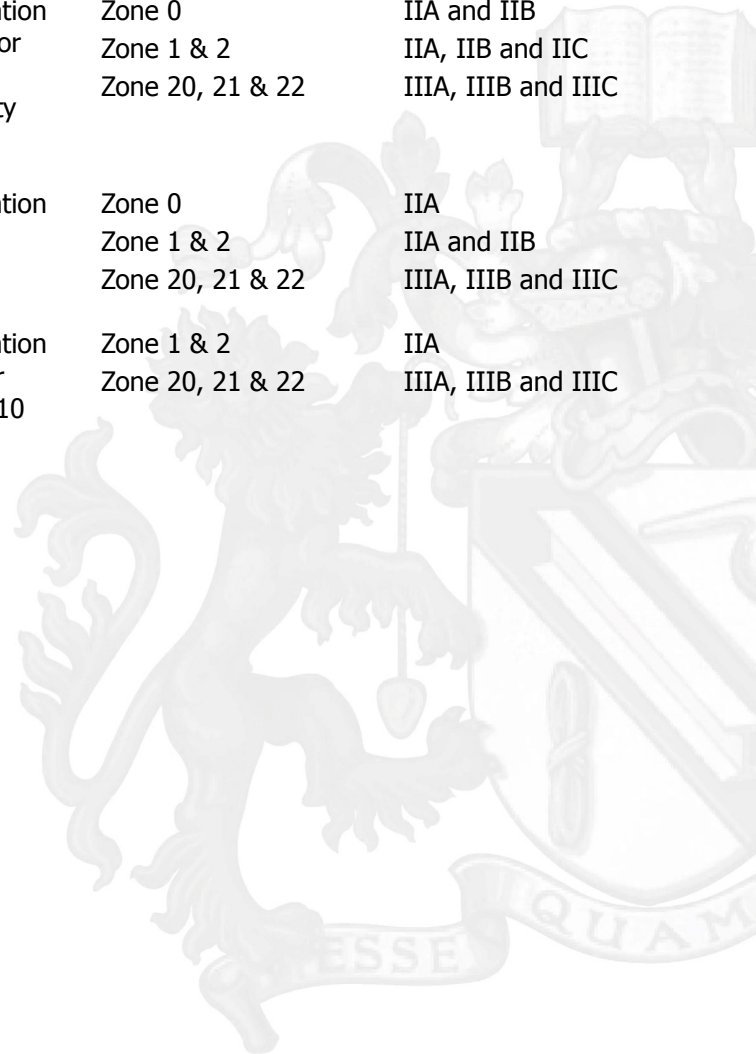 ation Zone 0 IIA and IIB
or Zone 1 & 2 IIA, IIB and IIC
Zone 20, 21 & 22 IIIA, IIIB and IIIC
ty
ation Zone 0 IIA
Zone 1 & 2 IIA and IIB
Zone 20, 21 & 22 IIIA, IIIB and IIIC
ation Zone 1 & 2 IIA
r Zone 20, 21 & 22 IIIA, IIIB and IIIC
10
ESSE QUAM